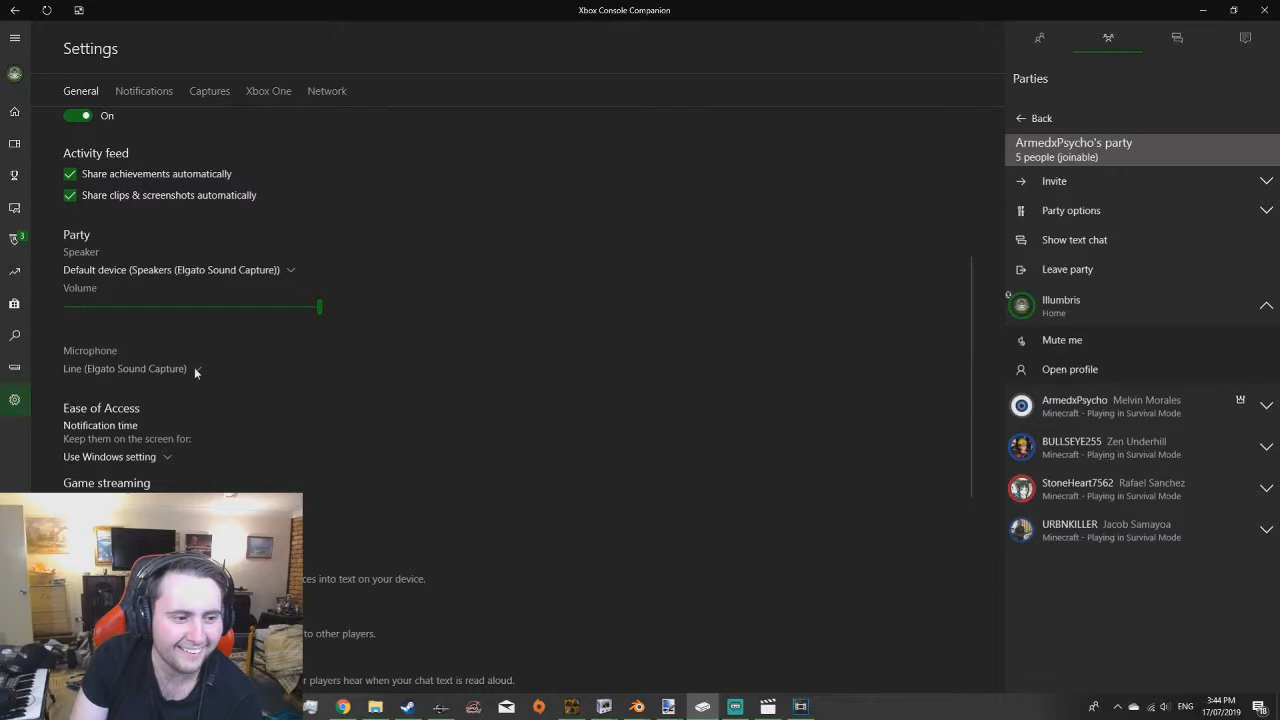 Xbox Console Companion
Settings
General Notifications Captures Xbox One Network
On
Activity feed
Share achievements automatically
Share clips & screenshots automatically
Party
Speaker
Default device (Speakers (Elgato Sound Capture))
Volume
Microphone
Line (Elgato Sound Capture)
Ease of Access
Notification time
Keep them on the screen for:
Use Windows setting
Game streaming
ces into text on your device.
to other players.
r players hear when your chat text is read aloud.
3
Parties
Back
ArmedxPsycho's party
5 people (joinable)
Invite
Party options
Show text chat
Leave party
Illumbris
Home
Mute me
Open profile
ArmedxPsycho Melvin Morales
Minecraft - Playing in Survival Mode
BULLSEYE255 Zen Underhill
Minecraft - Playing in Survival Mode
StoneHeart7562 Rafael Sanchez
Minecraft - Playing in Survival Mode
URBNKILLER Jacob Samayoa
Minecraft - Playing in Survival Mode
ENG
3:44 PM
17/07/2019